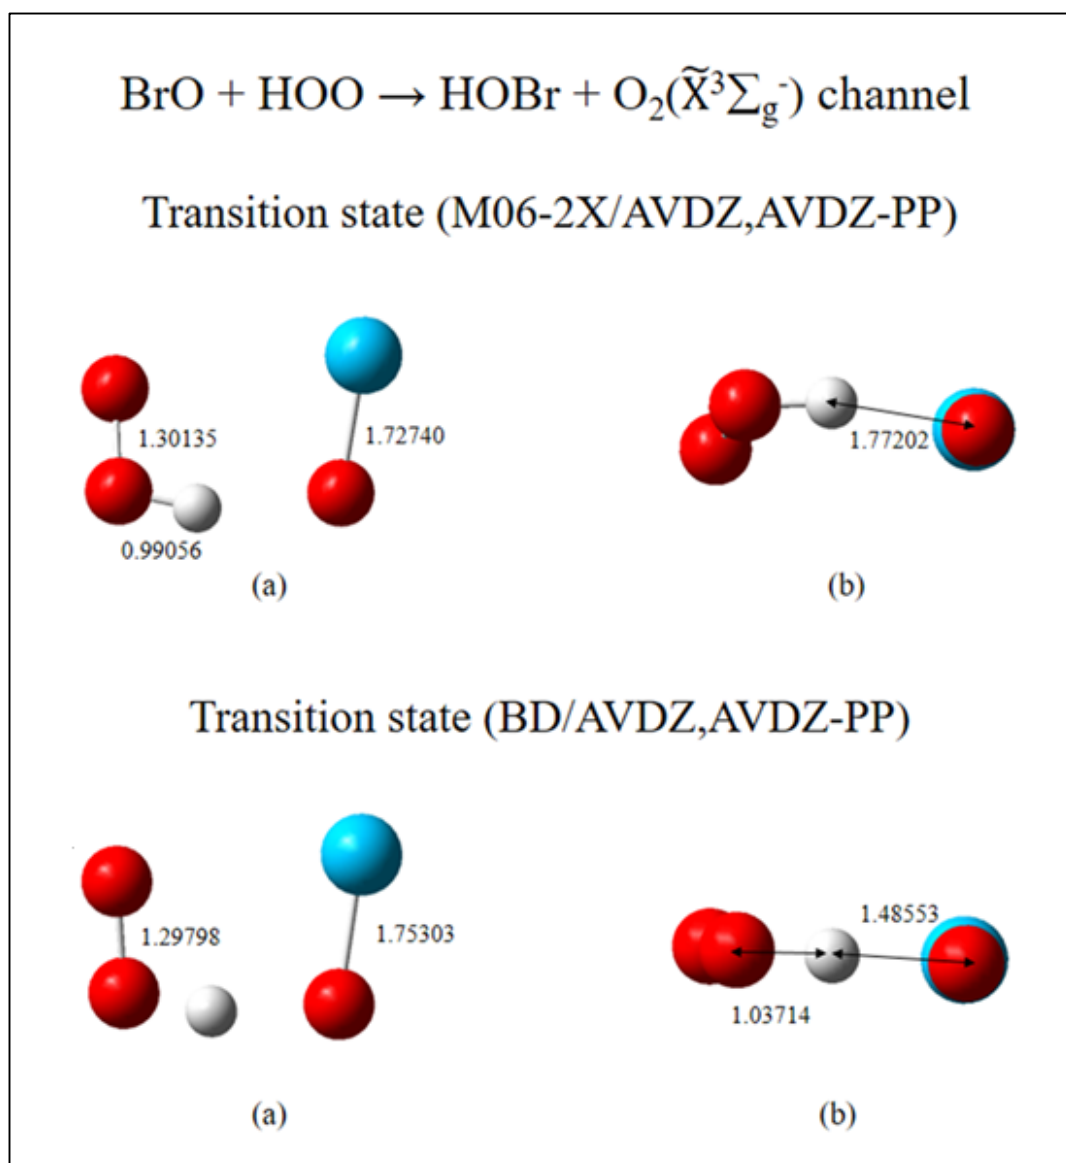 BrO + HOO → HOBr + O₂(X̃³Σg⁻) channel
Transition state (M06-2X/AVDZ,AVDZ-PP)
1.30135
1.72740
0.99056
1.77202
(a)
(b)
Transition state (BD/AVDZ,AVDZ-PP)
1.29798
1.75303
1.48553
1.03714
(a)
(b)